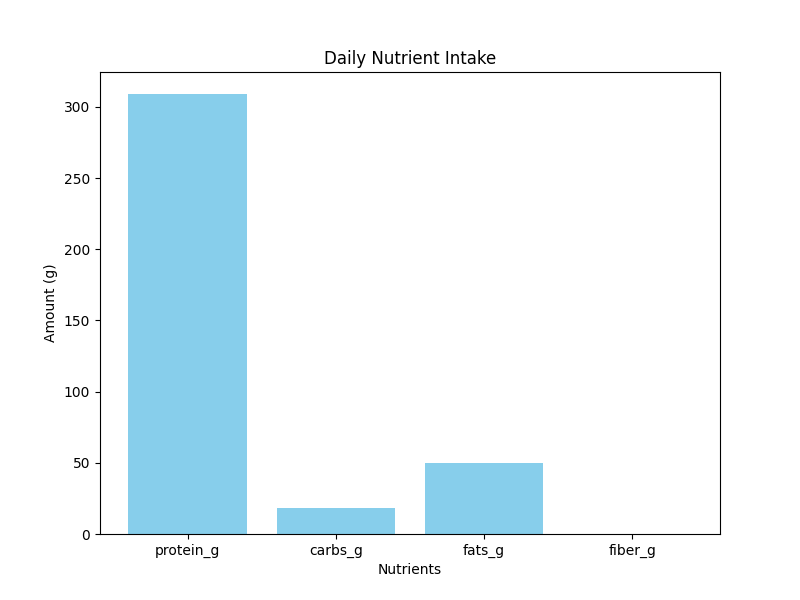 Daily Nutrient Intake
300
250
200
150
100
50
0
Amount (g)
protein_g carbs_g fats_g fiber_g
Nutrients